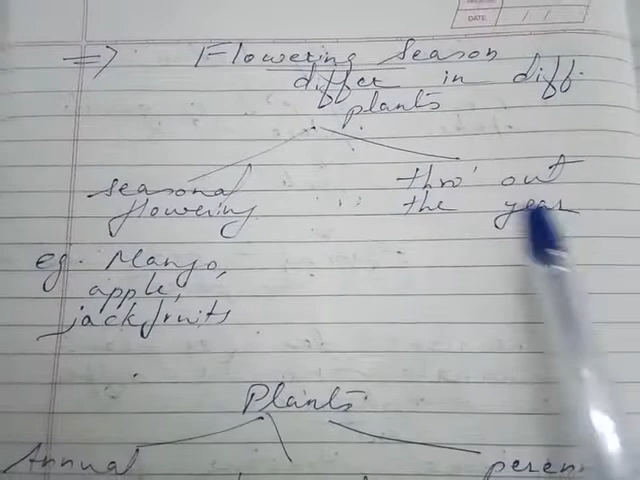 DATE
=> Flowering Season
differ in diff.
plants
seasonal thro' out
flowering the year
eg. Mango,
apple,
jackfruits
Plants
Annual peren